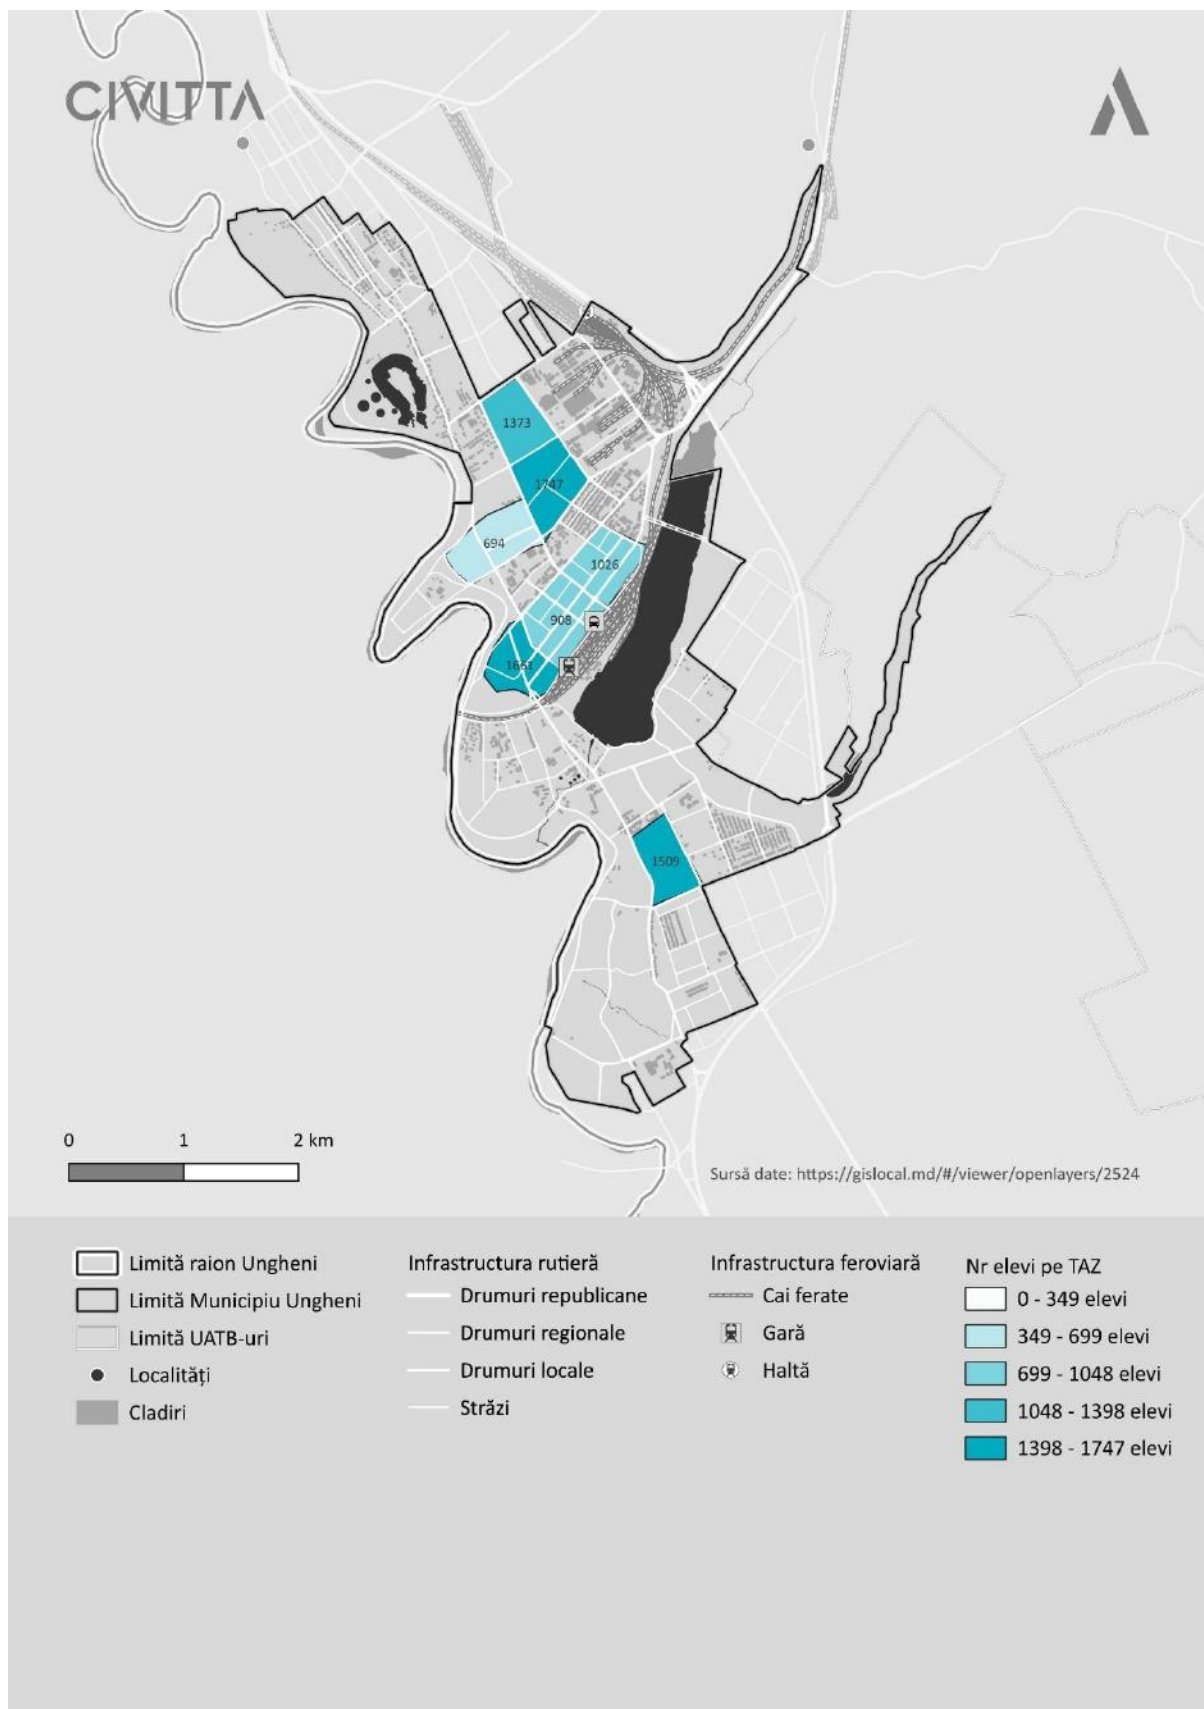 CIVITTA
1373
1747
694
1026
908
1661
1509
0 1 2 km
Sursă date: https://gislocal.md/#/viewer/openlayers/2524
Limită raion Ungheni
Limită Municipiu Ungheni
Limită UATB-uri
Localități
Cladiri
Infrastructura rutieră
Drumuri republicane
Drumuri regionale
Drumuri locale
Străzi
Infrastructura feroviară
Cai ferate
Gară
Haltă
Nr elevi pe TAZ
0 - 349 elevi
349 - 699 elevi
699 - 1048 elevi
1048 - 1398 elevi
1398 - 1747 elevi